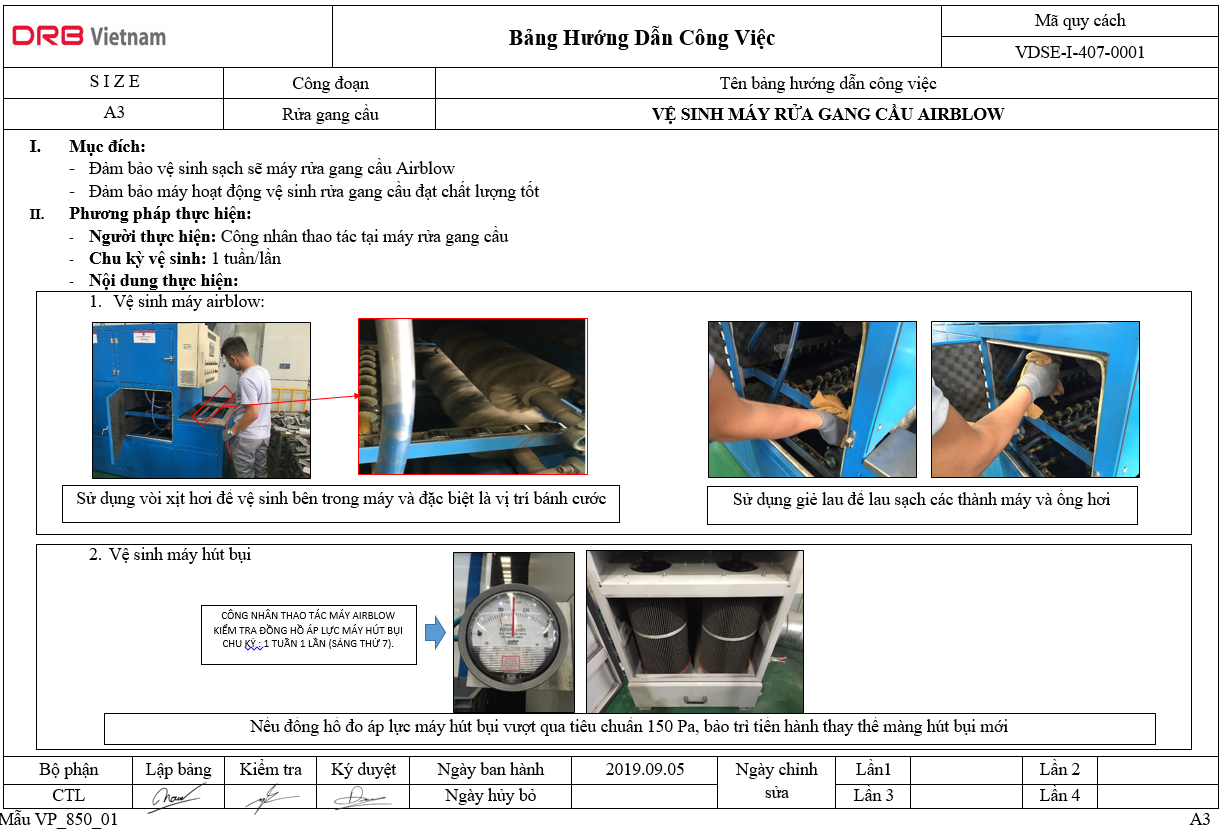 DRB Vietnam
Bảng Hướng Dẫn Công Việc
Mã quy cách
VDSE-I-407-0001
S I Z E
Công đoạn
Tên bảng hướng dẫn công việc
A3
Rửa gang cầu
VỆ SINH MÁY RỬA GANG CẦU AIRBLOW
I. Mục đích:
- Đảm bảo vệ sinh sạch sẽ máy rửa gang cầu Airblow
- Đảm bảo máy hoạt động vệ sinh rửa gang cầu đạt chất lượng tốt
II. Phương pháp thực hiện:
- Người thực hiện: Công nhân thao tác tại máy rửa gang cầu
- Chu kỳ vệ sinh: 1 tuần/lần
- Nội dung thực hiện:
1. Vệ sinh máy airblow:
Sử dụng vòi xịt hơi để vệ sinh bên trong máy và đặc biệt là vị trí bánh cước
Sử dụng giẻ lau để lau sạch các thành máy và ông hơi
2. Vệ sinh máy hút bụi
CÔNG NHÂN THAO TÁC MÁY AIRBLOW
KIỂM TRA ĐỒNG HỒ ÁP LỰC MÁY HÚT BỤI
CHU KỲ : 1 TUẦN 1 LẦN (SÁNG THỨ 7).
Nếu đồng hồ đo áp lực máy hút bụi vượt qua tiêu chuẩn 150 Pa, bảo trì tiến hành thay thế màng hút bụi mới
Bộ phận
Lập bảng
Kiểm tra
Ký duyệt
Ngày ban hành
2019.09.05
Ngày chỉnh
sửa
Lần1
Lần 2
CTL
Ngày hủy bỏ
Lần 3
Lần 4
Mẫu VP_850_01
A3